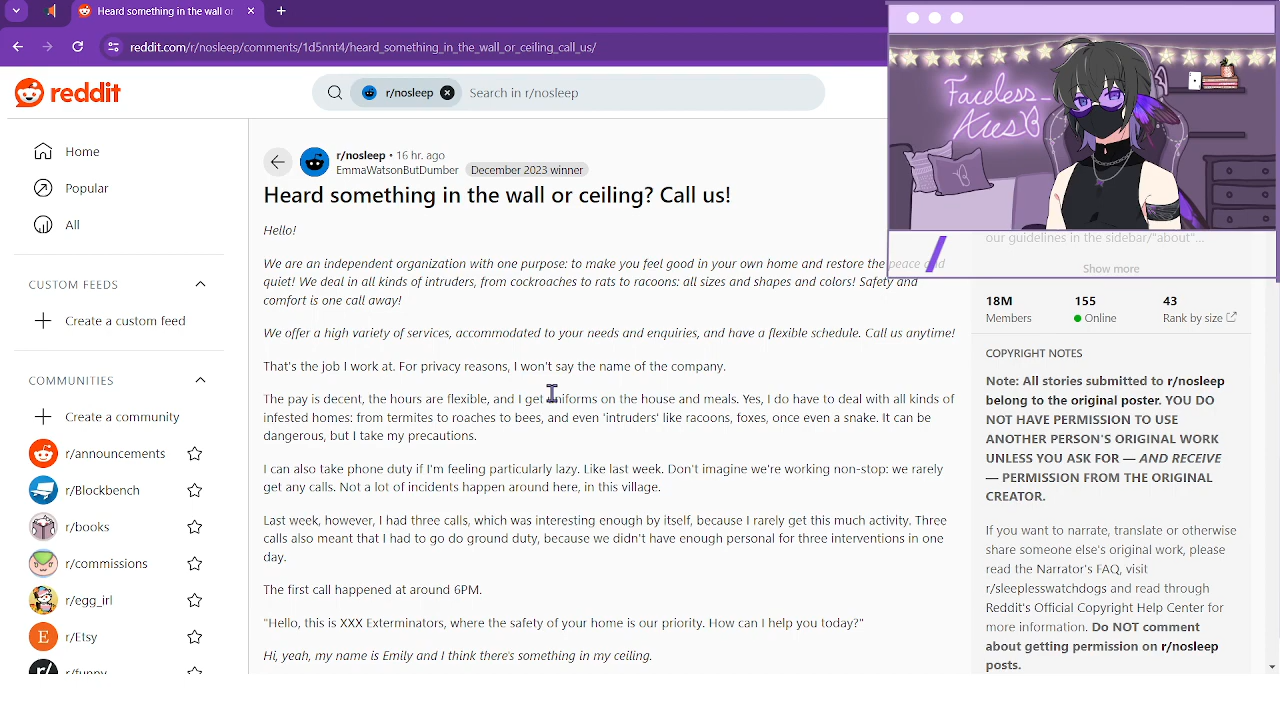 Heard something in the wall or
reddit.com/r/nosleep/comments/1d5nnt4/heard_something_in_the_wall_or_ceiling_call_us/
reddit
r/nosleep
Search in r/nosleep
Home
Popular
All
CUSTOM FEEDS
Create a custom feed
COMMUNITIES
Create a community
r/announcements
r/Blockbench
r/books
r/commissions
r/egg_irl
E
r/Etsy
r/funny
r/nosleep • 16 hr. ago
EmmaWatsonButDumber December 2023 winner
Heard something in the wall or ceiling? Call us!
Hello!
We are an independent organization with one purpose: to make you feel good in your own home and restore the peace and
quiet! We deal in all kinds of intruders, from cockroaches to rats to racoons: all sizes and shapes and colors! Safety and
comfort is one call away!
We offer a high variety of services, accommodated to your needs and enquiries, and have a flexible schedule. Call us anytime!
That's the job I work at. For privacy reasons, I won't say the name of the company.
The pay is decent, the hours are flexible, and I get uniforms on the house and meals. Yes, I do have to deal with all kinds of
infested homes: from termites to roaches to bees, and even 'intruders' like racoons, foxes, once even a snake. It can be
dangerous, but I take my precautions.
I can also take phone duty if I'm feeling particularly lazy. Like last week. Don't imagine we're working non-stop: we rarely
get any calls. Not a lot of incidents happen around here, in this village.
Last week, however, I had three calls, which was interesting enough by itself, because I rarely get this much activity. Three
calls also meant that I had to go do ground duty, because we didn't have enough personal for three interventions in one
day.
The first call happened at around 6PM.
"Hello, this is XXX Exterminators, where the safety of your home is our priority. How can I help you today?"
Hi, yeah, my name is Emily and I think there's something in my ceiling.
Faceless_
AresB
our guidelines in the sidebar/"about"...
Show more
18M
Members
155
Online
43
Rank by size
COPYRIGHT NOTES
Note: All stories submitted to r/nosleep
belong to the original poster. YOU DO
NOT HAVE PERMISSION TO USE
ANOTHER PERSON'S ORIGINAL WORK
UNLESS YOU ASK FOR — AND RECEIVE
— PERMISSION FROM THE ORIGINAL
CREATOR.
If you want to narrate, translate or otherwise
share someone else's original work, please
read the Narrator's FAQ, visit
r/sleeplesswatchdogs and read through
Reddit's Official Copyright Help Center for
more information. Do NOT comment
about getting permission on r/nosleep
posts.